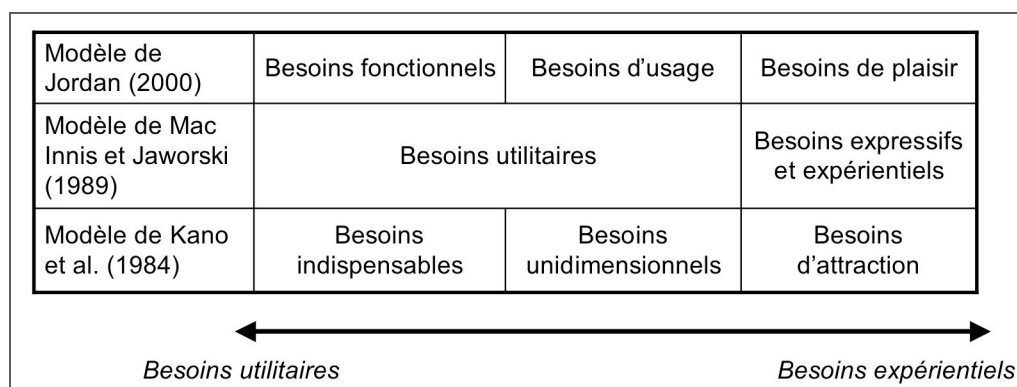 Modèle de
Jordan (2000)
Besoins fonctionnels
Besoins d'usage
Besoins de plaisir
Modèle de Mac
Innis et Jaworski
(1989)
Besoins utilitaires
Besoins expressifs
et expérientiels
Modèle de Kano
et al. (1984)
Besoins
indispensables
Besoins
unidimensionnels
Besoins
d'attraction
Besoins utilitaires
Besoins expérientiels